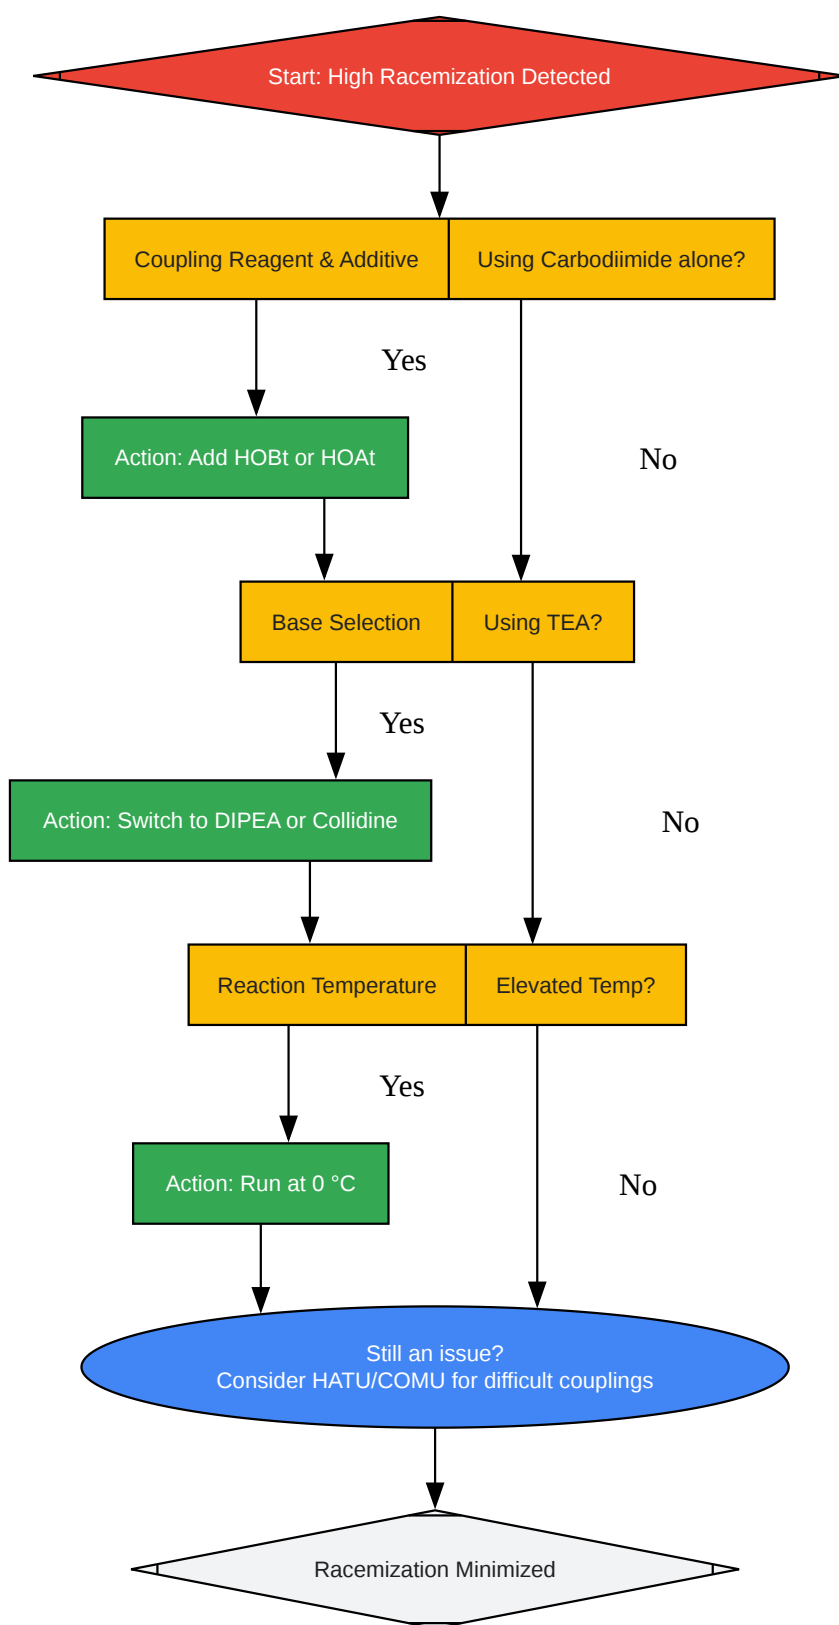 Start: High Racemization Detected
Coupling Reagent & Additive
Using Carbodiimide alone?
Yes
Action: Add HOBt or HOAt
No
Base Selection
Using TEA?
Yes
Action: Switch to DIPEA or Collidine
No
Reaction Temperature
Elevated Temp?
Yes
Action: Run at 0 °C
No
Still an issue?
Consider HATU/COMU for difficult couplings
Racemization Minimized